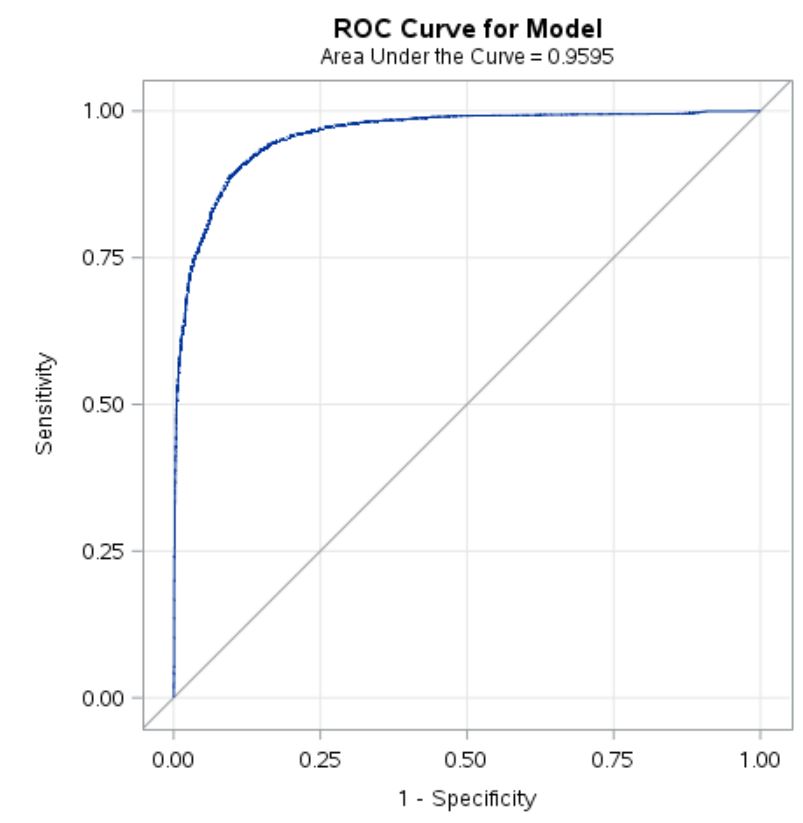 ROC Curve for Model
Area Under the Curve = 0.9595
1.00
0.75
0.50
0.25
0.00
Sensitivity
0.00 0.25 0.50 0.75 1.00
1 - Specificity